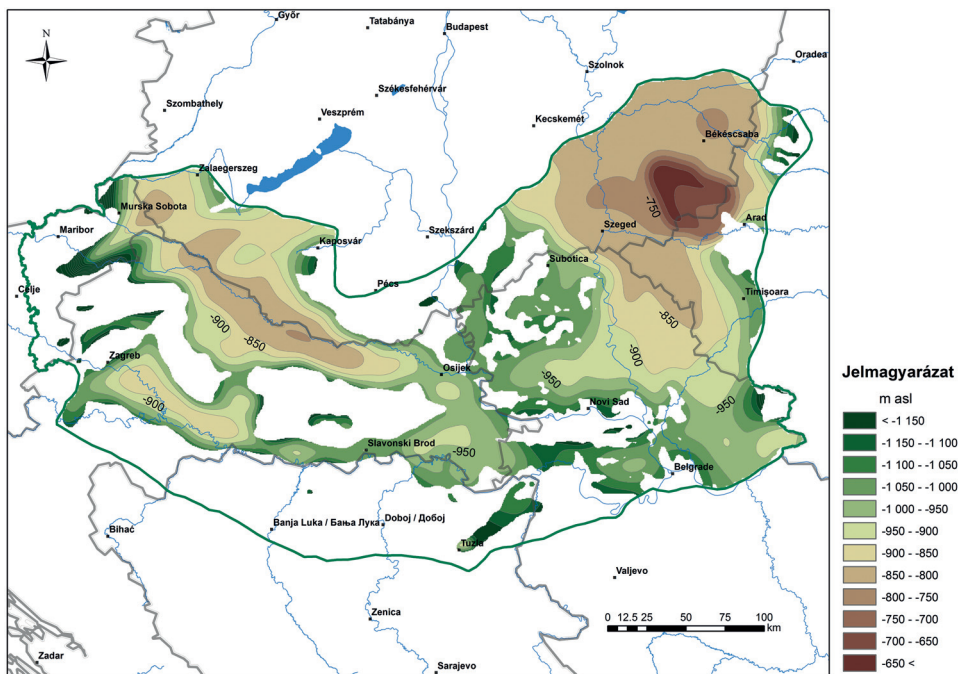 N
Győr
Tatabánya
Budapest
Oradea
Szolnok
Székesfehérvár
Szombathely
Veszprém
Kecskemét
Békéscsaba
Zalaegerszeg
-750
Murska Sobota
Arad
Maribor
Szekszárd
Szeged
Kaposvár
Subotica
Celje
Pécs
Timișoara
-850
-900
-850
-900
Zagreb
Osijek
-950
-950
-900
Novi Sad
Slavonski Brod
-950
Belgrade
Banja Luka / Бања Лука
Doboj / Добој
Bihać
Tuzla
Valjevo
Zenica
0 12.5 25 50 75 100
km
Zadar
Sarajevo
Jelmagyarázat
m asl
< -1 150
-1 150 - -1 100
-1 100 - -1 050
-1 050 - -1 000
-1 000 - -950
-950 - -900
-900 - -850
-850 - -800
-800 - -750
-750 - -700
-700 - -650
-650 <